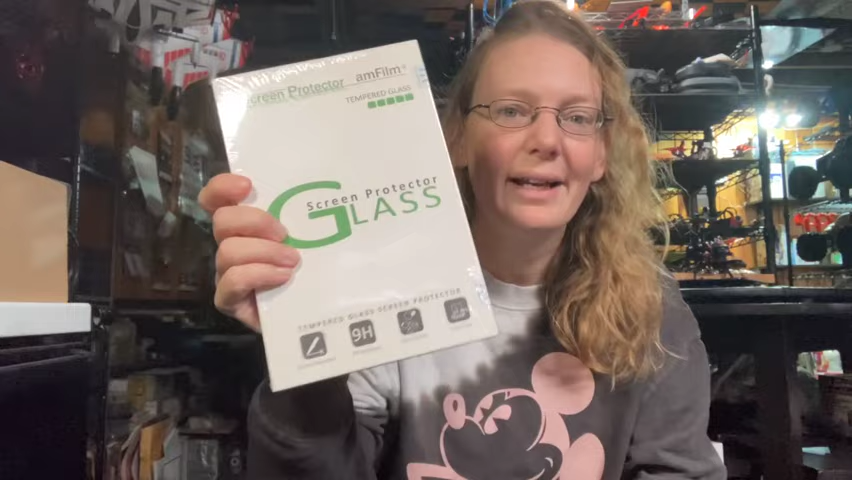 Screen Protector amFilm
TEMPERED GLASS
Screen Protector
GLASS
TEMPERED GLASS SCREEN PROTECTOR
9H